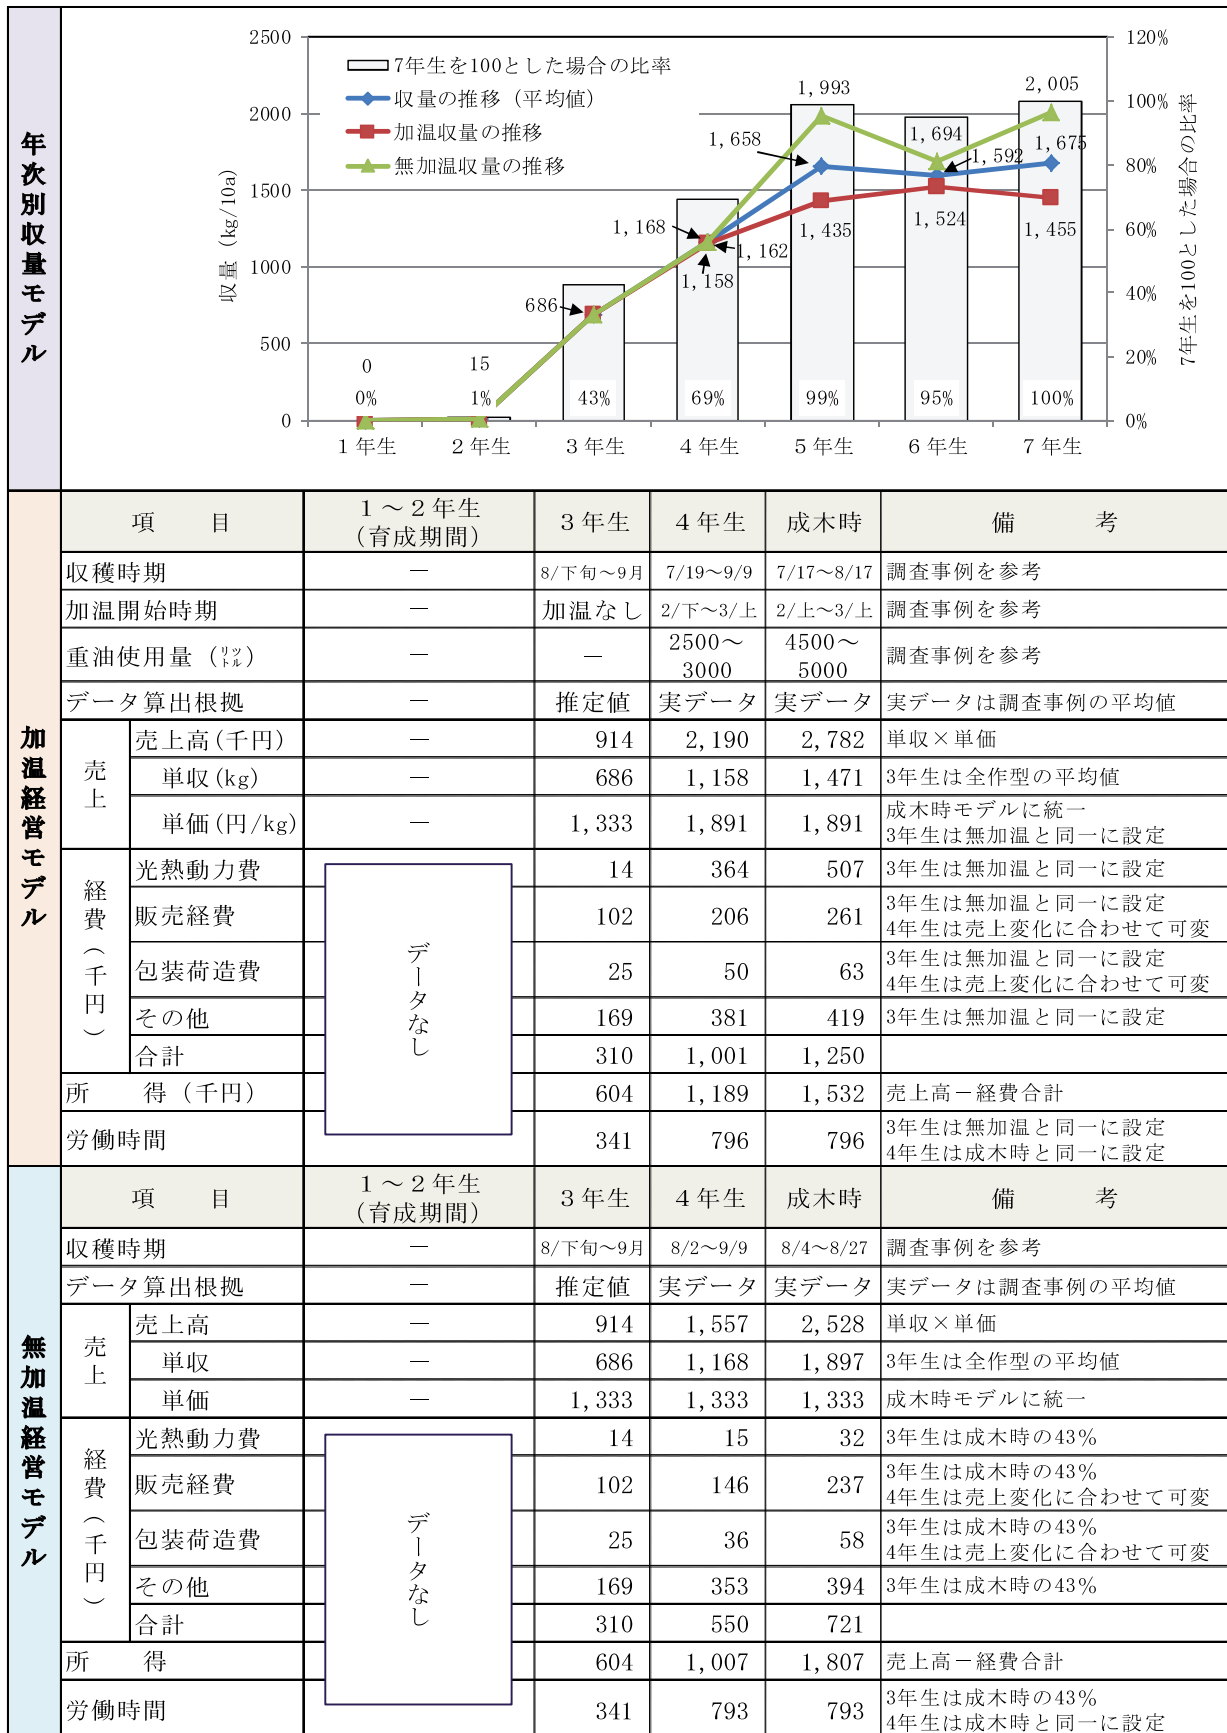 年次別収量モデル
2500
2000
1500
1000
500
0
収量（kg/10a）
120%
100%
80%
60%
40%
20%
0%
7年生を100とした場合の比率
7年生を100とした場合の比率
収量の推移（平均値）
加温収量の推移
無加温収量の推移
0
15
686
1,168
1,162
1,158
1,658
1,993
1,435
1,694
1,592
1,524
2,005
1,675
1,455
0%
1%
43%
69%
99%
95%
100%
１年生
２年生
３年生
４年生
５年生
６年生
７年生
加温経営モデル
項　目　１～２年生（育成期間）　３年生　４年生　成木時　備　考
収穫時期　―　8/下旬～9月　7/19～9/9　7/17～8/17　調査事例を参考
加温開始時期　―　加温なし　2/下～3/上　2/上～3/上　調査事例を参考
重油使用量（リットル）　―　―　2500～3000　4500～5000　調査事例を参考
データ算出根拠　―　推定値　実データ　実データ　実データは調査事例の平均値
売上
売上高(千円)　―　914　2,190　2,782　単収×単価
単収(kg)　―　686　1,158　1,471　3年生は全作型の平均値
単価(円/kg)　―　1,333　1,891　1,891　成木時モデルに統一
3年生は無加温と同一に設定
経費（千円）
データなし
光熱動力費　14　364　507　3年生は無加温と同一に設定
販売経費　102　206　261　3年生は無加温と同一に設定
4年生は売上変化に合わせて可変
包装荷造費　25　50　63　3年生は無加温と同一に設定
4年生は売上変化に合わせて可変
その他　169　381　419　3年生は無加温と同一に設定
合計　310　1,001　1,250
所　得（千円）　604　1,189　1,532　売上高－経費合計
労働時間　341　796　796　3年生は無加温と同一に設定
4年生は成木時と同一に設定
無加温経営モデル
項　目　１～２年生（育成期間）　３年生　４年生　成木時　備　考
収穫時期　―　8/下旬～9月　8/2～9/9　8/4～8/27　調査事例を参考
データ算出根拠　―　推定値　実データ　実データ　実データは調査事例の平均値
売上
売上高　―　914　1,557　2,528　単収×単価
単収　―　686　1,168　1,897　3年生は全作型の平均値
単価　―　1,333　1,333　1,333　成木時モデルに統一
経費（千円）
データなし
光熱動力費　14　15　32　3年生は成木時の43%
販売経費　102　146　237　3年生は成木時の43%
4年生は売上変化に合わせて可変
包装荷造費　25　36　58　3年生は成木時の43%
4年生は売上変化に合わせて可変
その他　169　353　394　3年生は成木時の43%
合計　310　550　721
所　得　604　1,007　1,807　売上高－経費合計
労働時間　341　793　793　3年生は成木時の43%
4年生は成木時と同一に設定